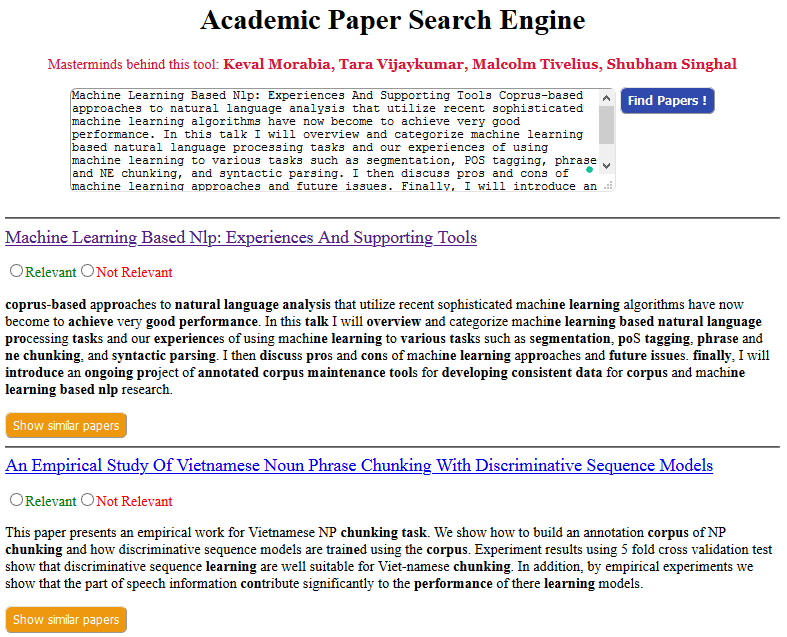 Academic Paper Search Engine
Masterminds behind this tool: Keval Morabia, Tara Vijaykumar, Malcolm Tivelius, Shubham Singhal
Machine Learning Based Nlp: Experiences And Supporting Tools Coprus-based
approaches to natural language analysis that utilize recent sophisticated
machine learning algorithms have now become to achieve very good
performance. In this talk I will overview and categorize machine learning
based natural language processing tasks and our experiences of using
machine learning to various tasks such as segmentation, POS tagging, phrase
and NE chunking, and syntactic parsing. I then discuss pros and cons of
machine learning approaches and future issues. Finally, I will introduce an
Find Papers !
Machine Learning Based Nlp: Experiences And Supporting Tools
Relevant Not Relevant
coprus-based approaches to natural language analysis that utilize recent sophisticated machine learning algorithms have now
become to achieve very good performance. In this talk I will overview and categorize machine learning based natural language
processing tasks and our experiences of using machine learning to various tasks such as segmentation, poS tagging, phrase and
ne chunking, and syntactic parsing. I then discuss pros and cons of machine learning approaches and future issues. finally, I will
introduce an ongoing project of annotated corpus maintenance tools for developing consistent data for corpus and machine
learning based nlp research.
Show similar papers
An Empirical Study Of Vietnamese Noun Phrase Chunking With Discriminative Sequence Models
Relevant Not Relevant
This paper presents an empirical work for Vietnamese NP chunking task. We show how to build an annotation corpus of NP
chunking and how discriminative sequence models are trained using the corpus. Experiment results using 5 fold cross validation test
show that discriminative sequence learning are well suitable for Viet-namese chunking. In addition, by empirical experiments we
show that the part of speech information contribute significantly to the performance of there learning models.
Show similar papers